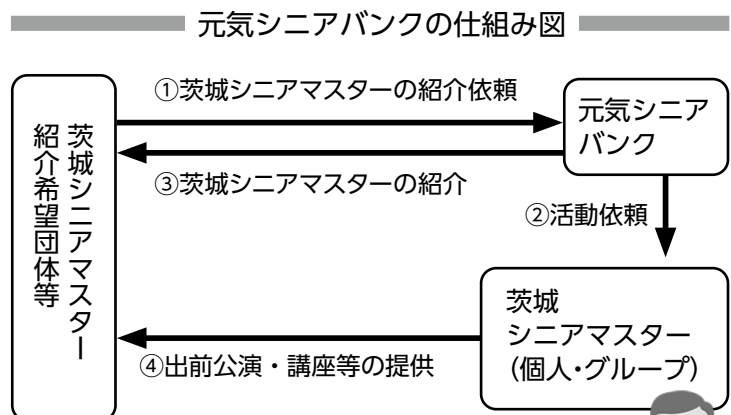 元気シニアバンクの仕組み図
①茨城シニアマスターの紹介依頼
元気シニア
バンク
茨城シニアマスター
紹介希望団体等
③茨城シニアマスターの紹介
②活動依頼
茨城
シニアマスター
（個人・グループ）
④出前公演・講座等の提供